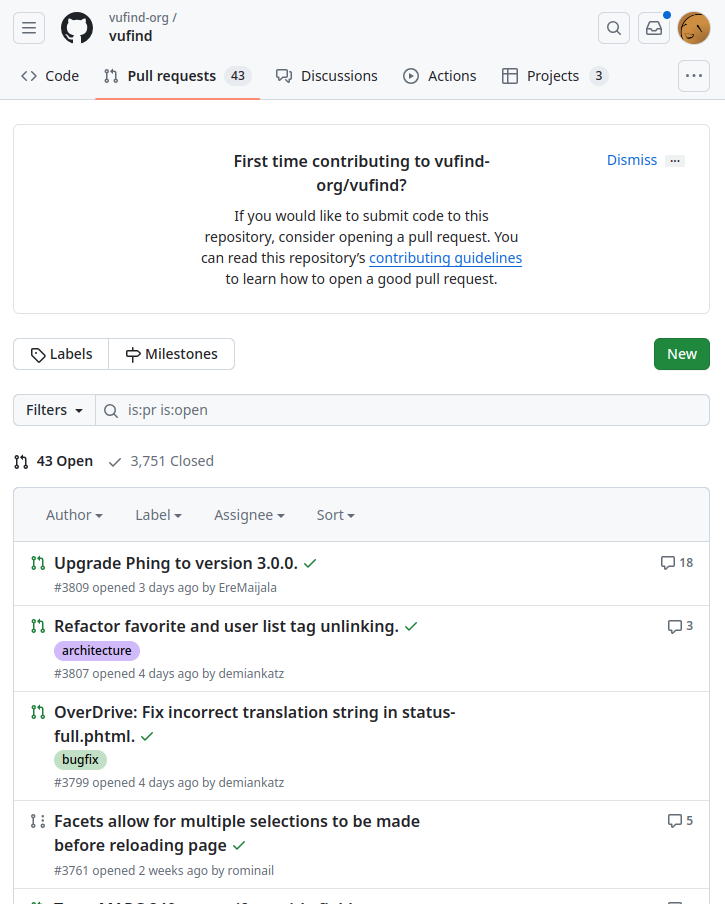 vufind-org /
vufind
Code
Pull requests 43
Discussions
Actions
Projects 3
First time contributing to vufind-
org/vufind?
Dismiss
If you would like to submit code to this
repository, consider opening a pull request. You
can read this repository’s contributing guidelines
to learn how to open a good pull request.
Labels
Milestones
New
Filters
is:pr is:open
43 Open
3,751 Closed
Author
Label
Assignee
Sort
Upgrade Phing to version 3.0.0.
18
#3809 opened 3 days ago by EreMaijala
Refactor favorite and user list tag unlinking.
3
architecture
#3807 opened 4 days ago by demiankatz
OverDrive: Fix incorrect translation string in status-
full.phtml.
bugfix
#3799 opened 4 days ago by demiankatz
Facets allow for multiple selections to be made
5
before reloading page
#3761 opened 2 weeks ago by rominail